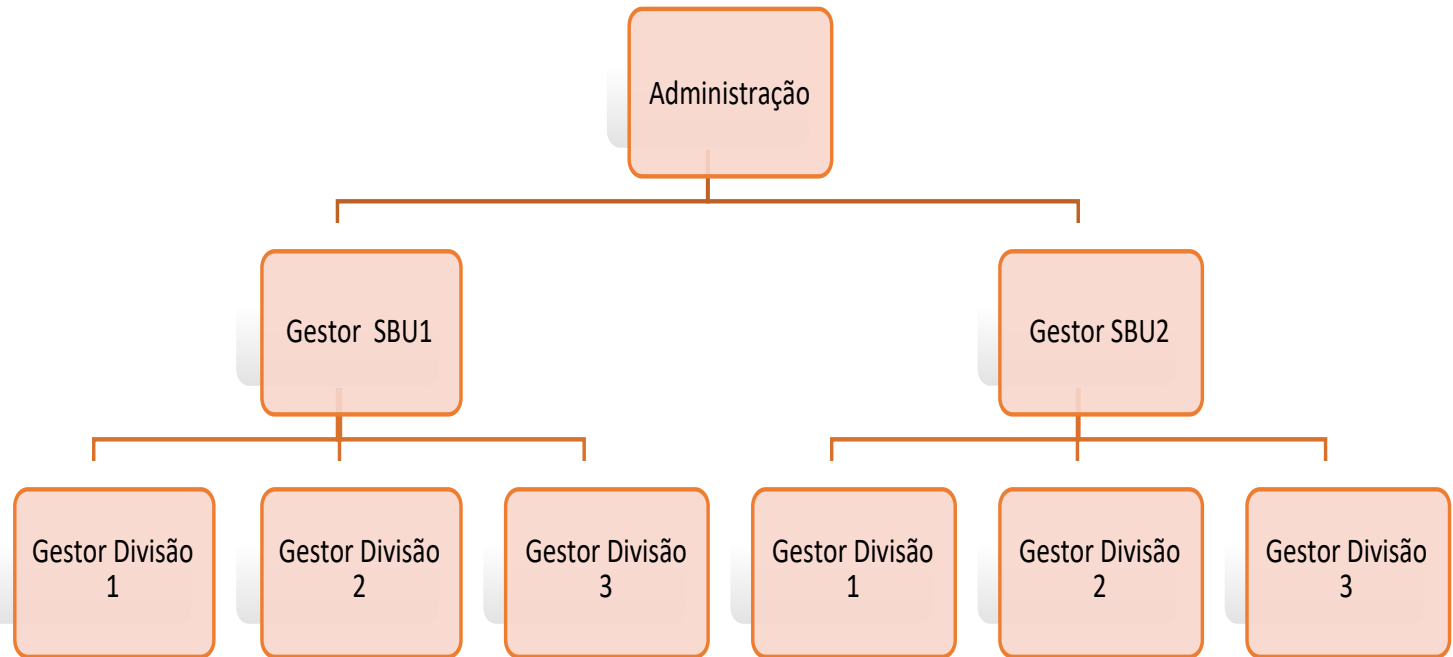 Administração
Gestor  SBU1
Gestor SBU2
Gestor Divisão
1
Gestor Divisão
2
Gestor Divisão
3
Gestor Divisão
1
Gestor Divisão
2
Gestor Divisão
3